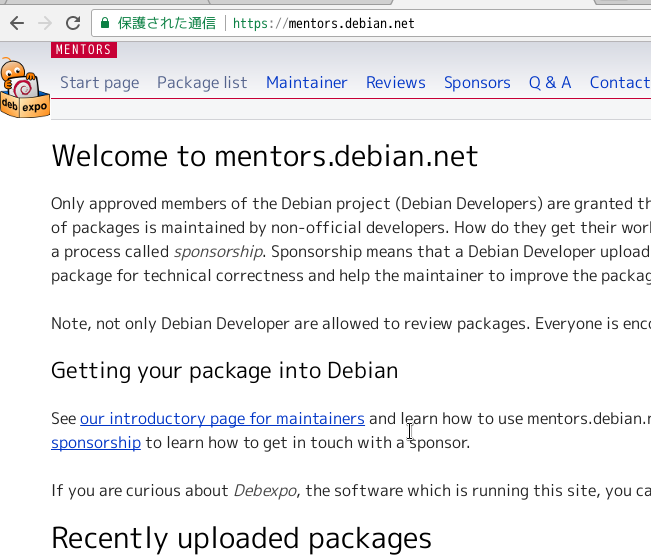 保護された通信 https://mentors.debian.net
MENTORS
Start page Package list Maintainer Reviews Sponsors Q & A Contact
deb expo
Welcome to mentors.debian.net
Only approved members of the Debian project (Debian Developers) are granted
of packages is maintained by non-official developers. How do they get their
a process called sponsorship. Sponsorship means that a Debian Developer upload
package for technical correctness and help the maintainer to improve the
Note, not only Debian Developer are allowed to review packages. Everyone is
Getting your package into Debian
See our introductory page for maintainers and learn how to use mentors.debian.
sponsorship to learn how to get in touch with a sponsor.
If you are curious about Debexpo, the software which is running this site, you
Recently uploaded packages